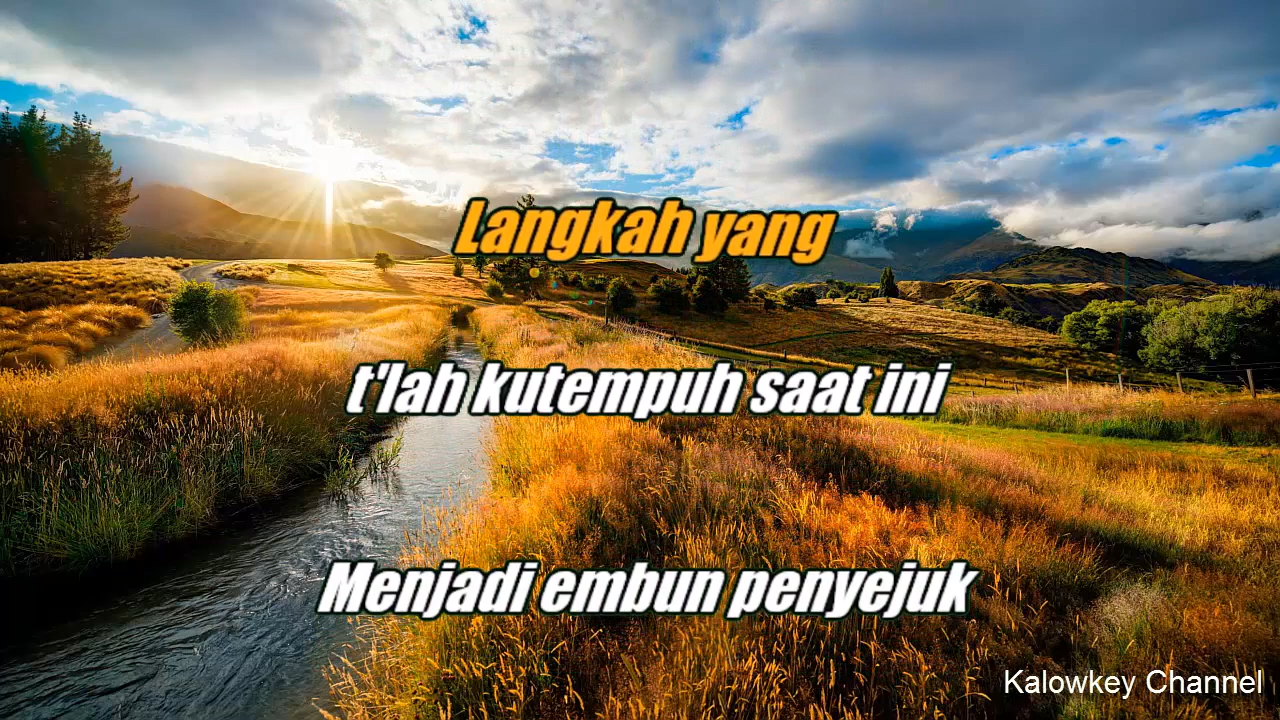 Langkah yang
t'lah kutempuh saat ini
Menjadi embun penyejuk
Kalowkey Channel